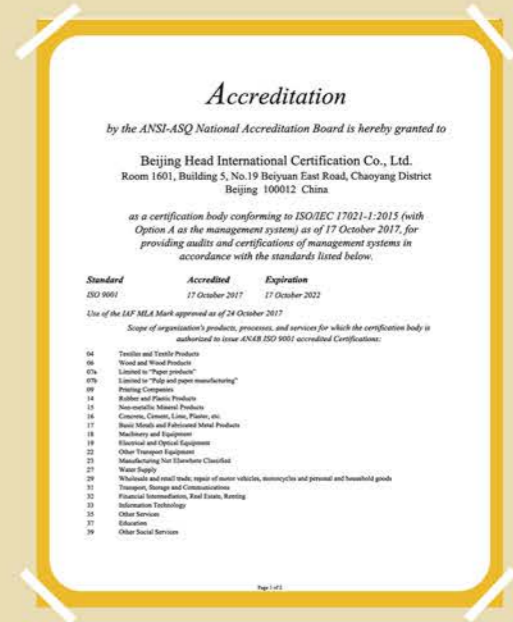 Accreditation
by the ANSI-ASQ National Accreditation Board is hereby granted to
Beijing Head International Certification Co., Ltd.
Room 1601, Building 5, No.19 Beiyuan East Road, Chaoyang District
Beijing 100012 China
as a certification body conforming to ISO/IEC 17021-1:2015 (with
Option A as the management system) as of 17 October 2017, for
providing audits and certifications of management systems in
accordance with the standards listed below.
Standard Accredited Expiration
ISO 9001 17 October 2017 17 October 2022
Use of the IAF MLA Mark approved as of 24 October 2017
Scope of organization's products, processes, and services for which the certification body is
authorized to issue ANAB ISO 9001 accredited Certifications:
04 Textiles and Textile Products
06 Wood and Wood Products
07a Limited to "Paper products"
07b Limited to "Pulp and paper manufacturing"
09 Printing Companies
14 Rubber and Plastic Products
15 Non-metallic Mineral Products
16 Concrete, Cement, Lime, Plaster, etc.
17 Basic Metals and Fabricated Metal Products
18 Machinery and Equipment
19 Electrical and Optical Equipment
22 Other Transport Equipment
23 Manufacturing Not Elsewhere Classified
27 Water Supply
29 Wholesale and retail trade; repair of motor vehicles, motorcycles and personal and household goods
31 Transport, Storage and Communications
32 Financial Intermediation, Real Estate, Renting
33 Information Technology
35 Other Services
37 Education
39 Other Social Services
Page 1 of 2